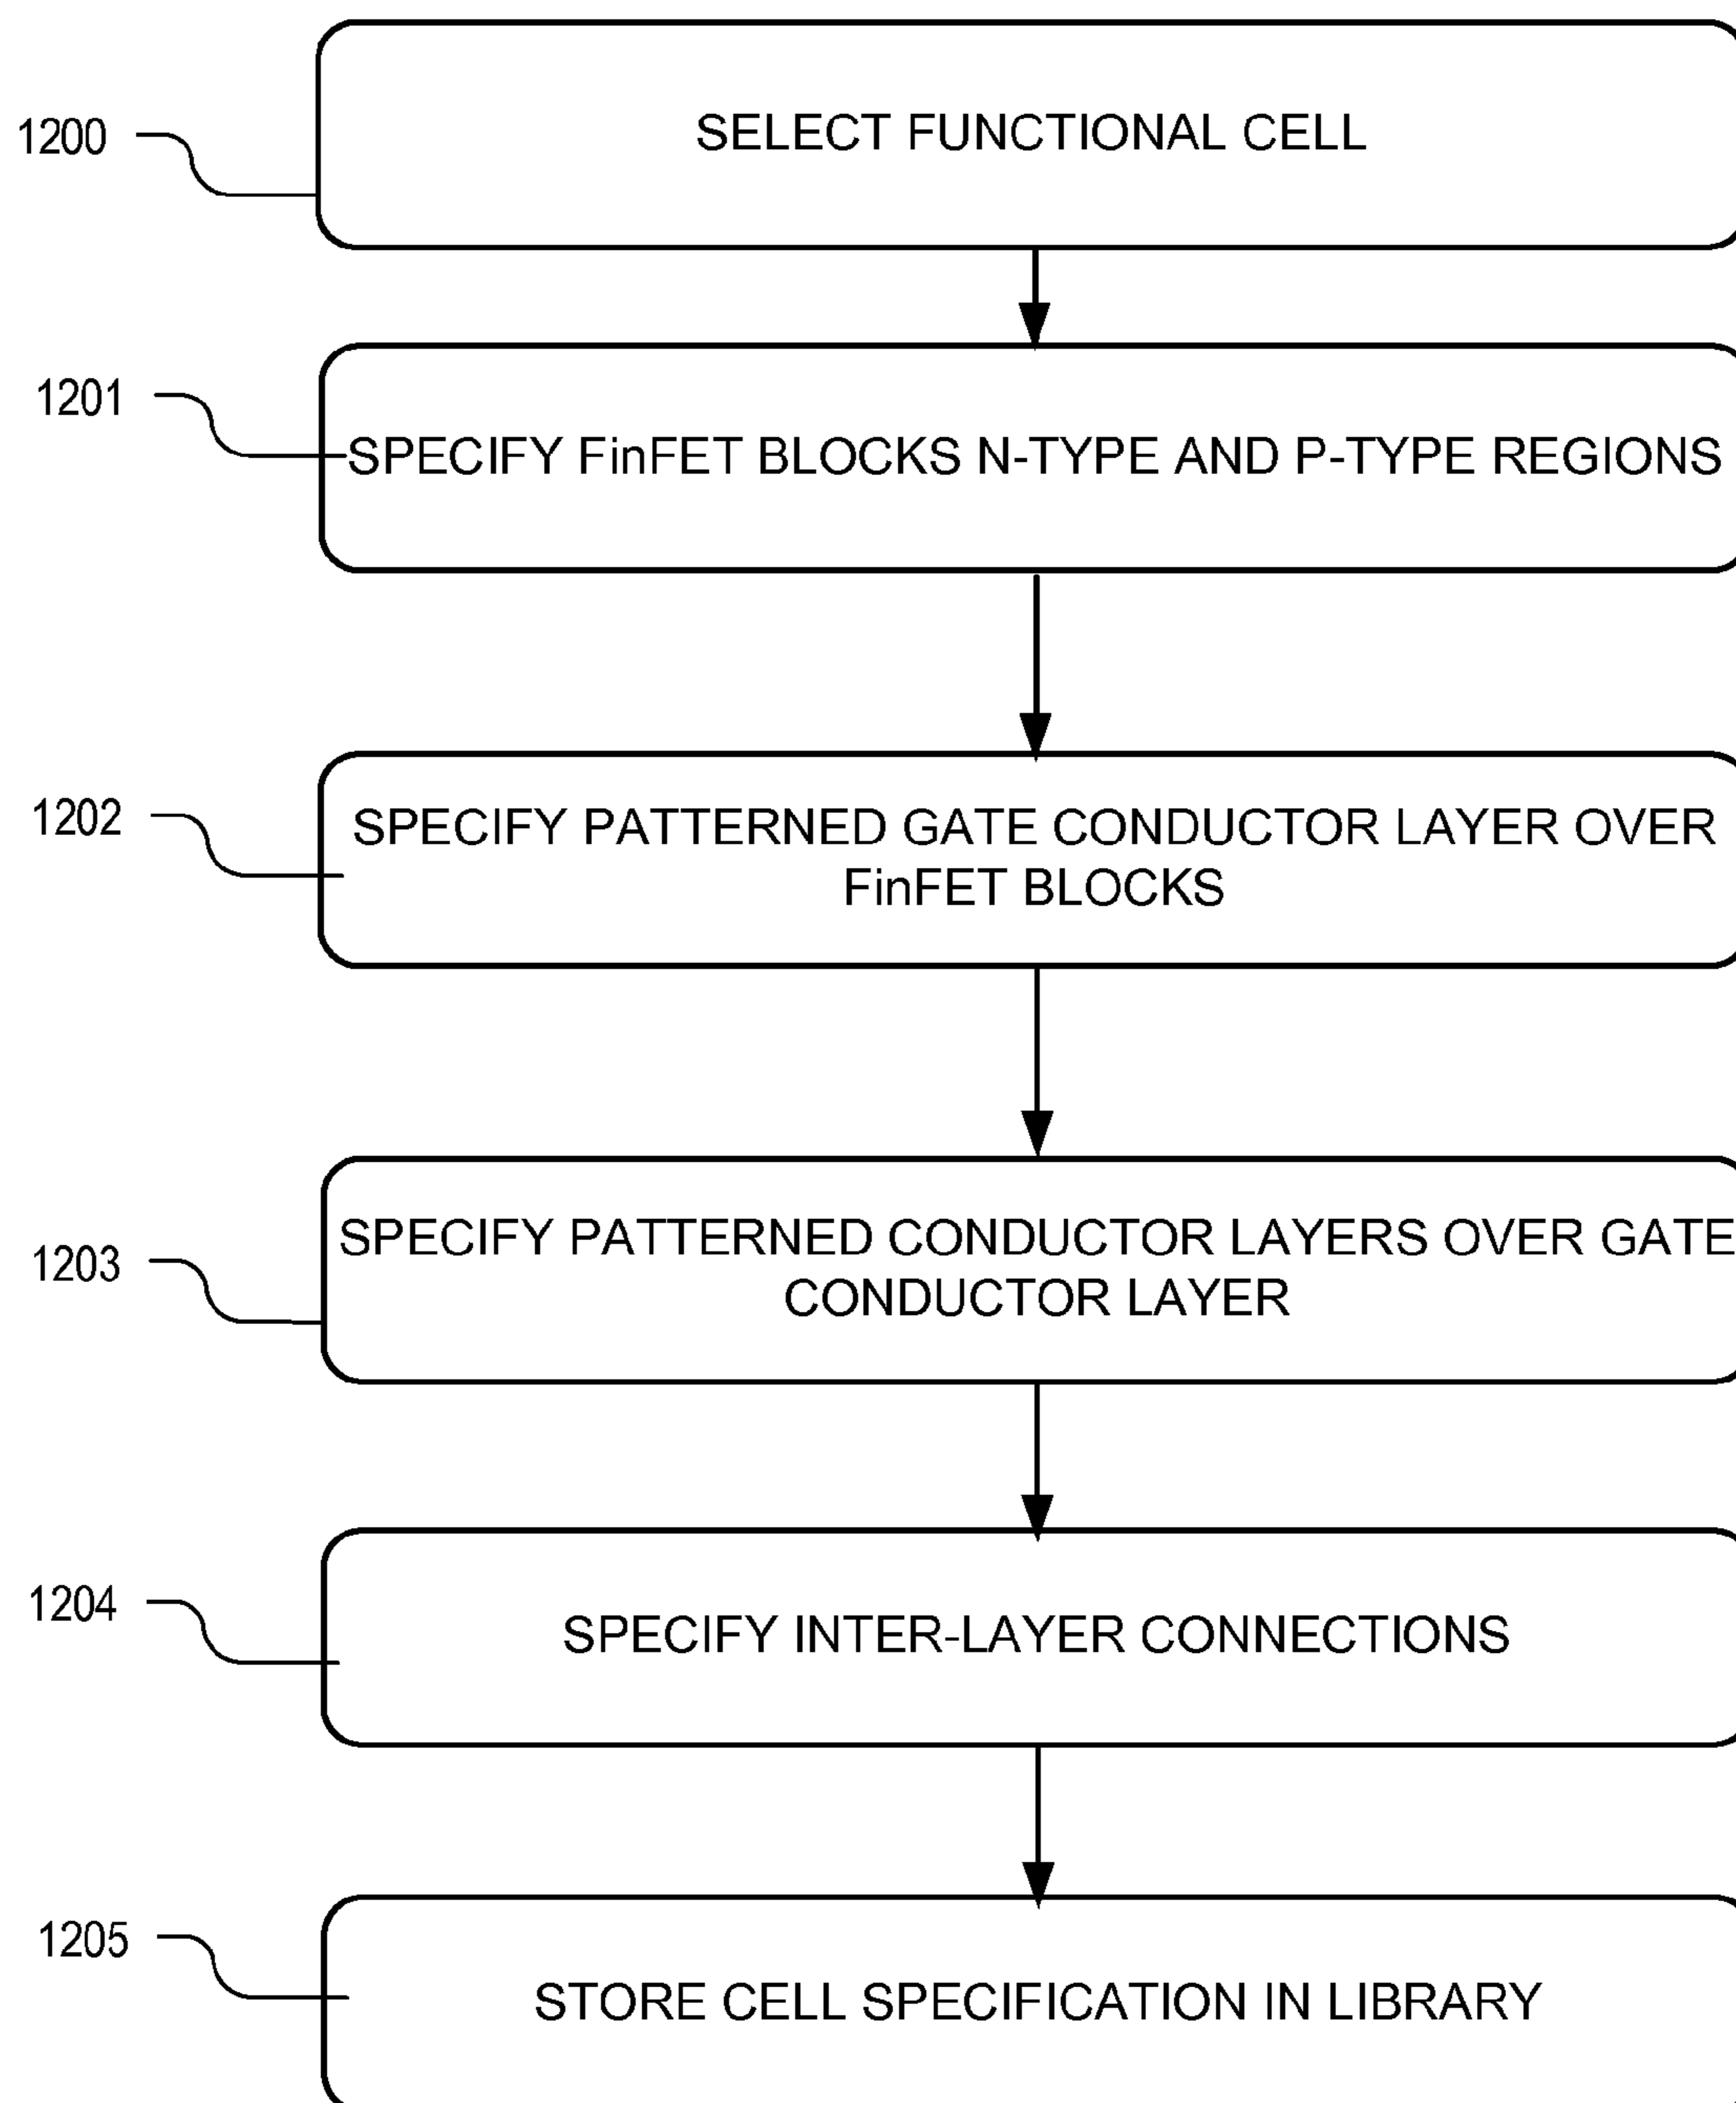 1200
SELECT FUNCTIONAL CELL
1201
SPECIFY FinFET BLOCKS N-TYPE AND P-TYPE REGIONS
1202
SPECIFY PATTERNED GATE CONDUCTOR LAYER OVER
FinFET BLOCKS
1203
SPECIFY PATTERNED CONDUCTOR LAYERS OVER GATE
CONDUCTOR LAYER
1204
SPECIFY INTER-LAYER CONNECTIONS
1205
STORE CELL SPECIFICATION IN LIBRARY